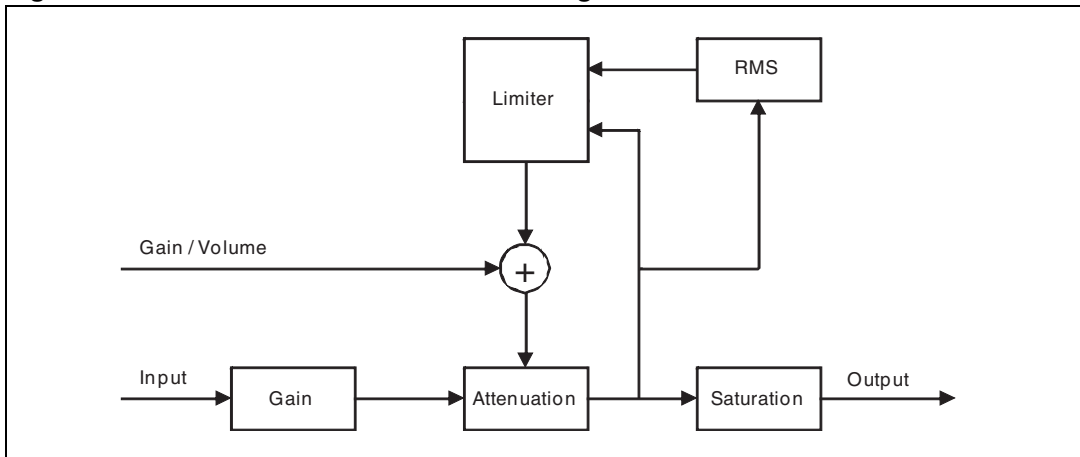 RMS
Limiter
Gain / Volume
+
Input
Output
Gain
Attenuation
Saturation